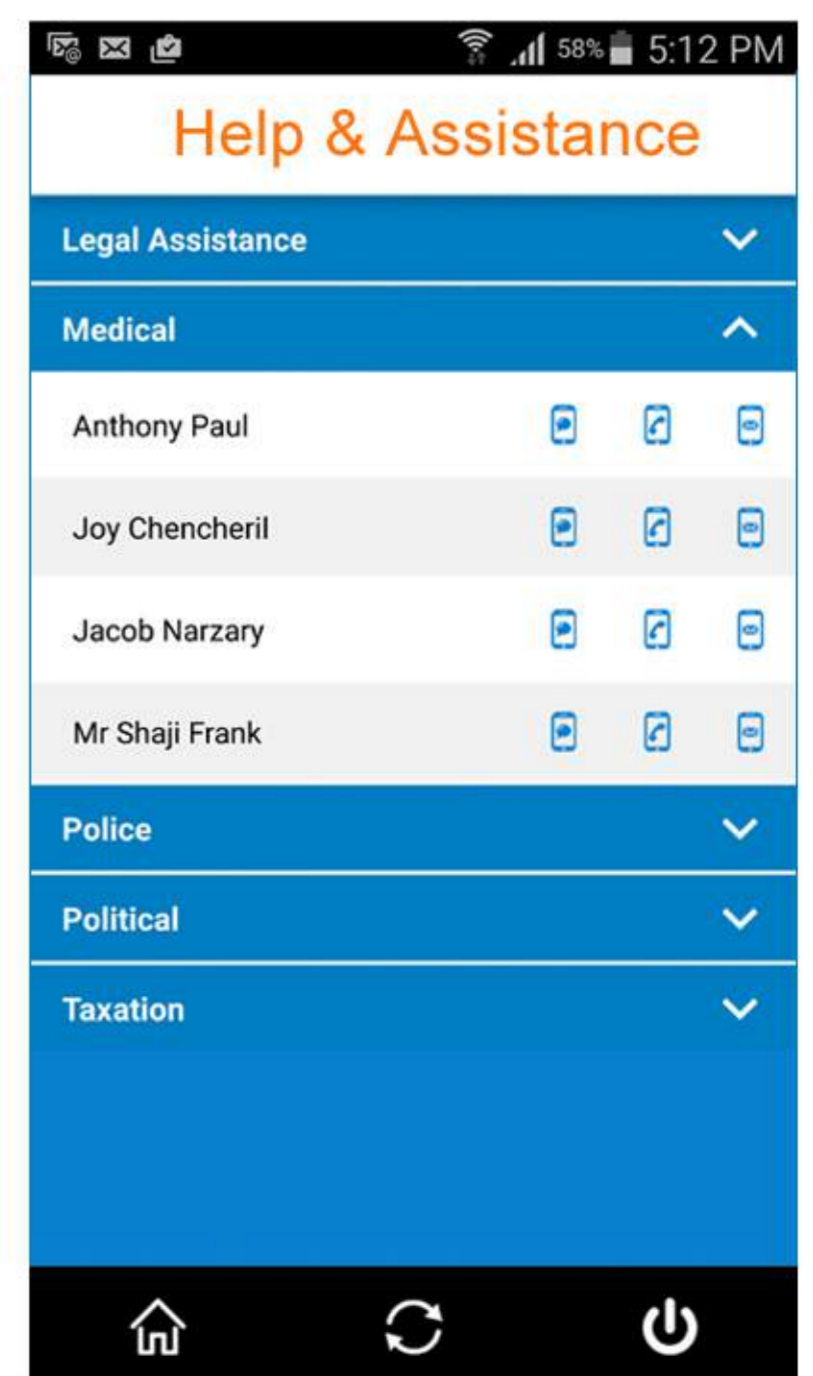 58% 5:12 PM
Help & Assistance
Legal Assistance
Medical
Anthony Paul
Joy Chencheril
Jacob Narzary
Mr Shaji Frank
Police
Political
Taxation